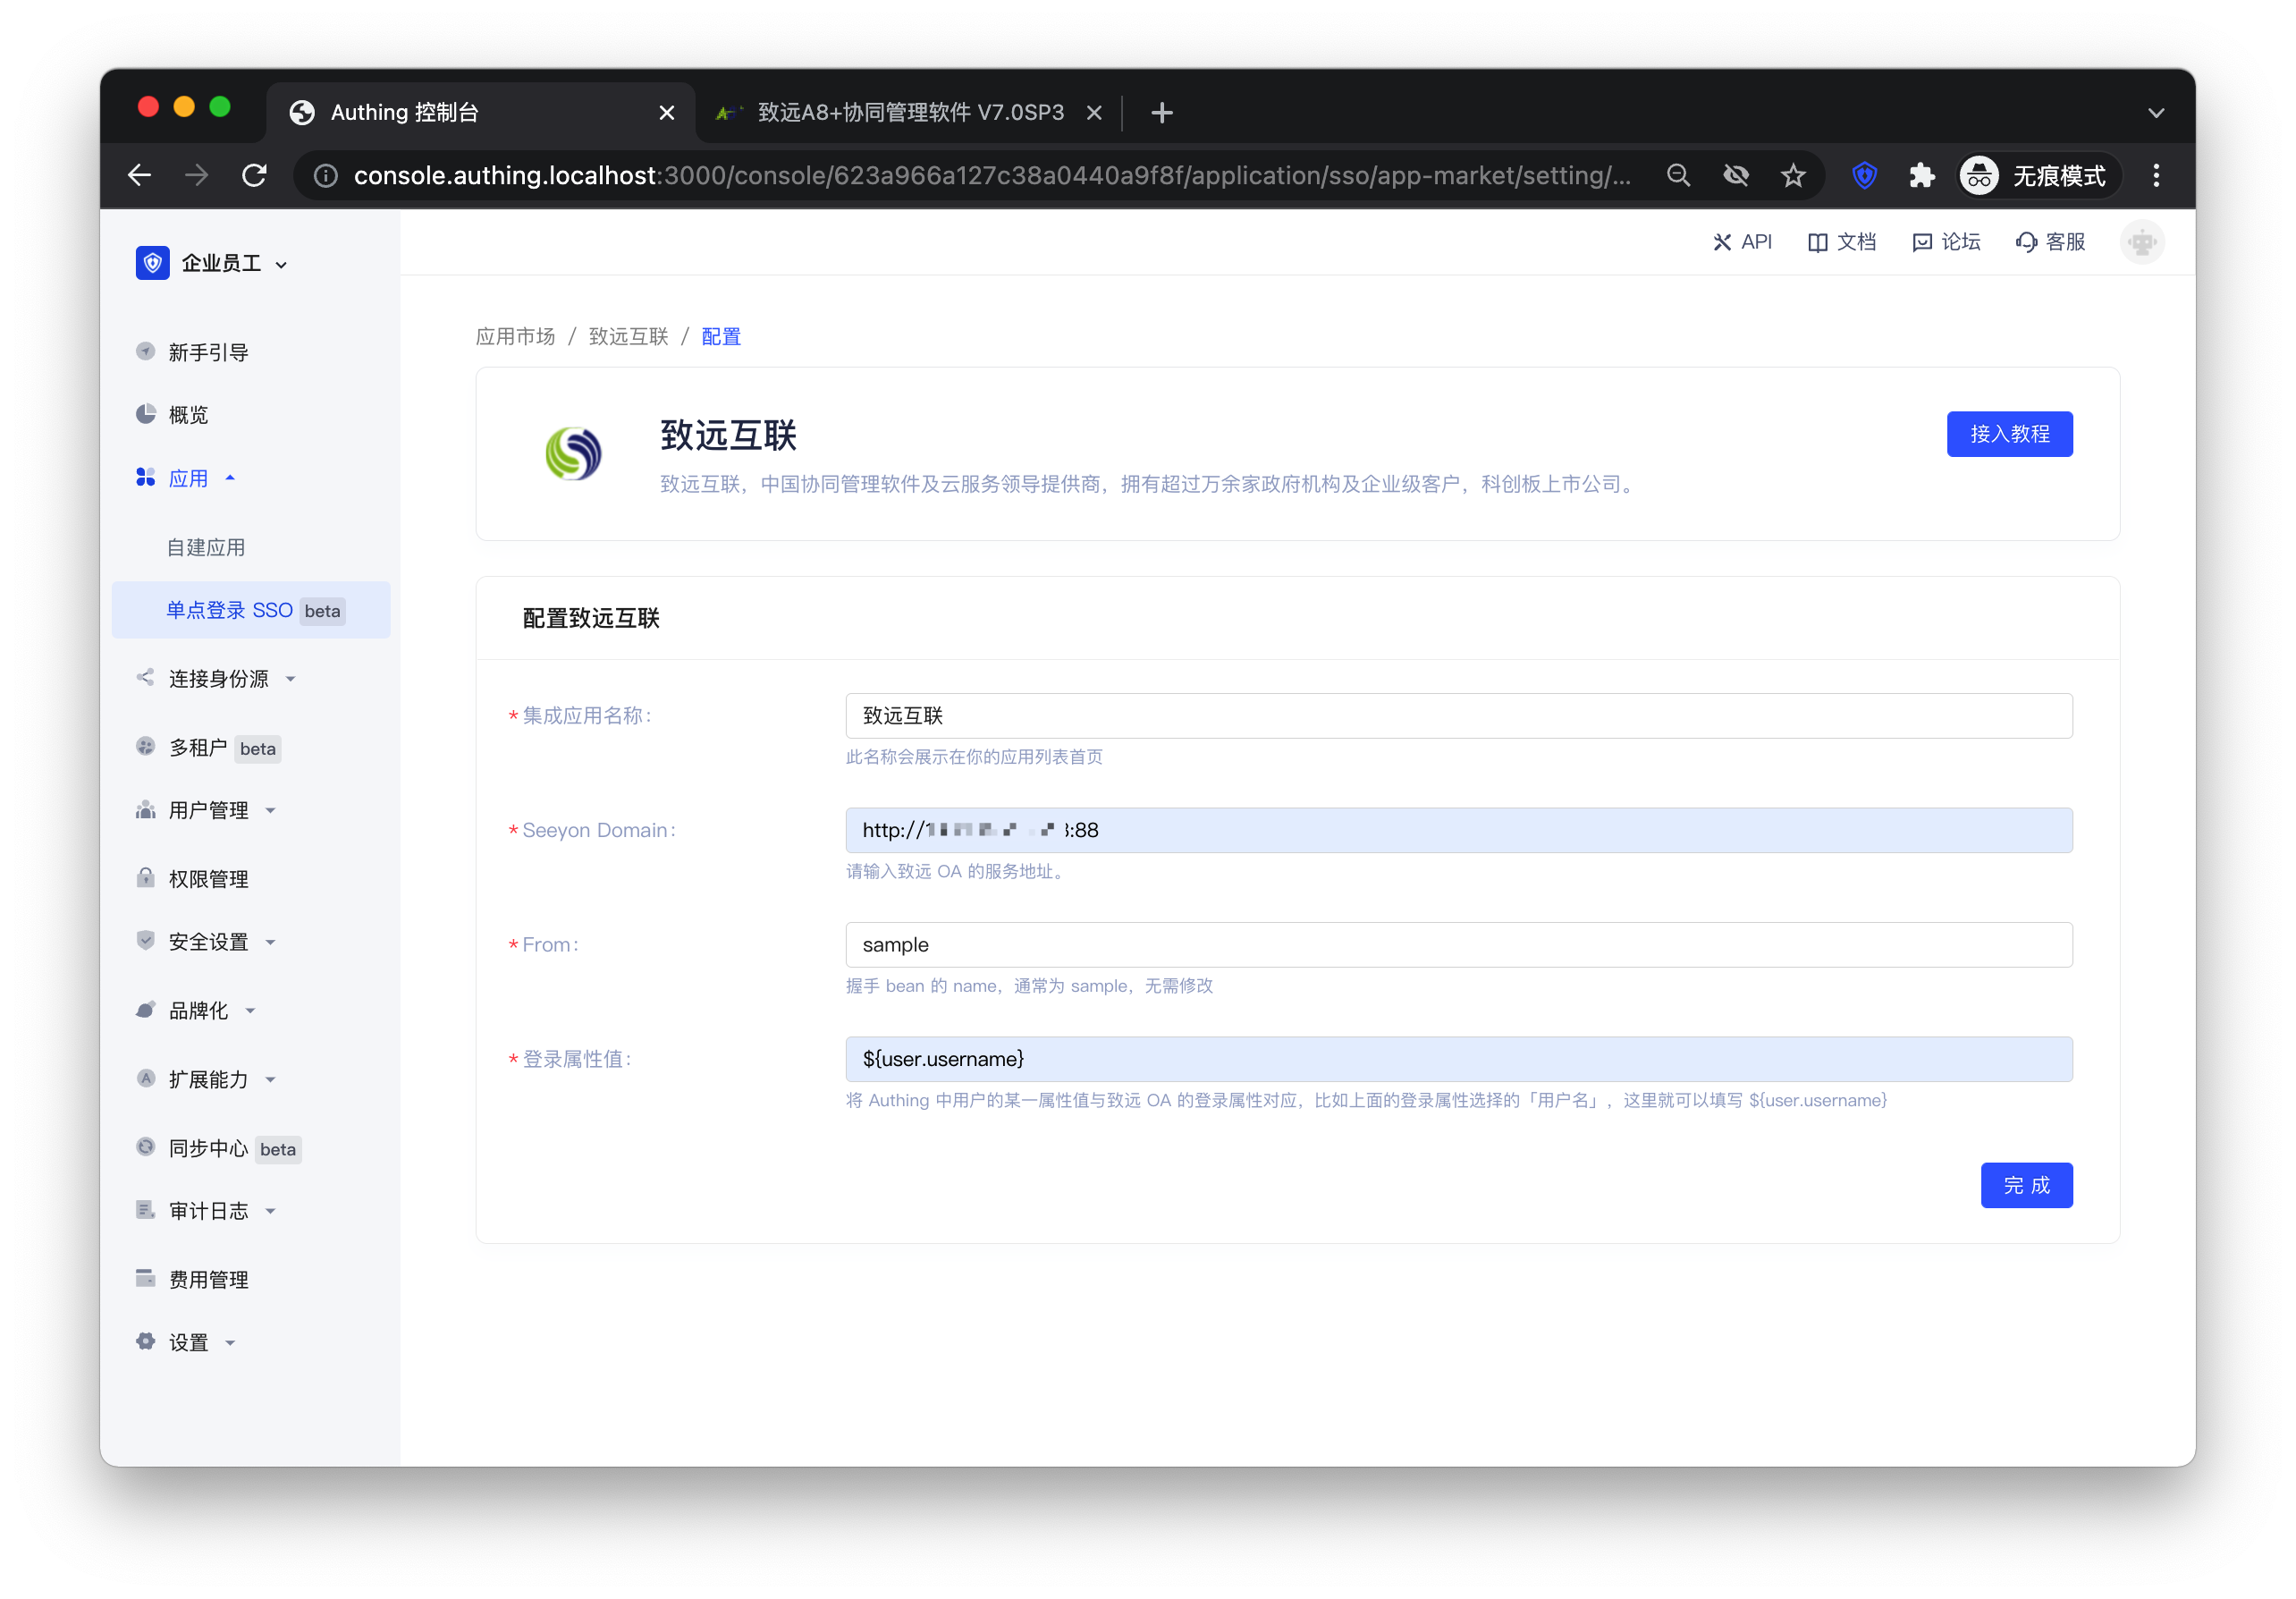 Authing 控制台
致远A8+协同管理软件 V7.0SP3
console.authing.localhost:3000/console/623a966a127c38a0440a9f8f/application/sso/app-market/setting/...
无痕模式
企业员工
API
文档
论坛
客服
新手引导
概览
应用
自建应用
单点登录 SSO beta
连接身份源
多租户 beta
用户管理
权限管理
安全设置
品牌化
扩展能力
同步中心 beta
审计日志
费用管理
设置
应用市场 / 致远互联 / 配置
致远互联
接入教程
致远互联，中国协同管理软件及云服务领导提供商，拥有超过万余家政府机构及企业级客户，科创板上市公司。
配置致远互联
* 集成应用名称:
致远互联
此名称会展示在你的应用列表首页
* Seeyon Domain:
http:// :88
请输入致远 OA 的服务地址。
* From:
sample
握手 bean 的 name，通常为 sample，无需修改
* 登录属性值:
${user.username}
将 Authing 中用户的某一属性值与致远 OA 的登录属性对应，比如上面的登录属性选择的「用户名」，这里就可以填写 ${user.username}
完 成